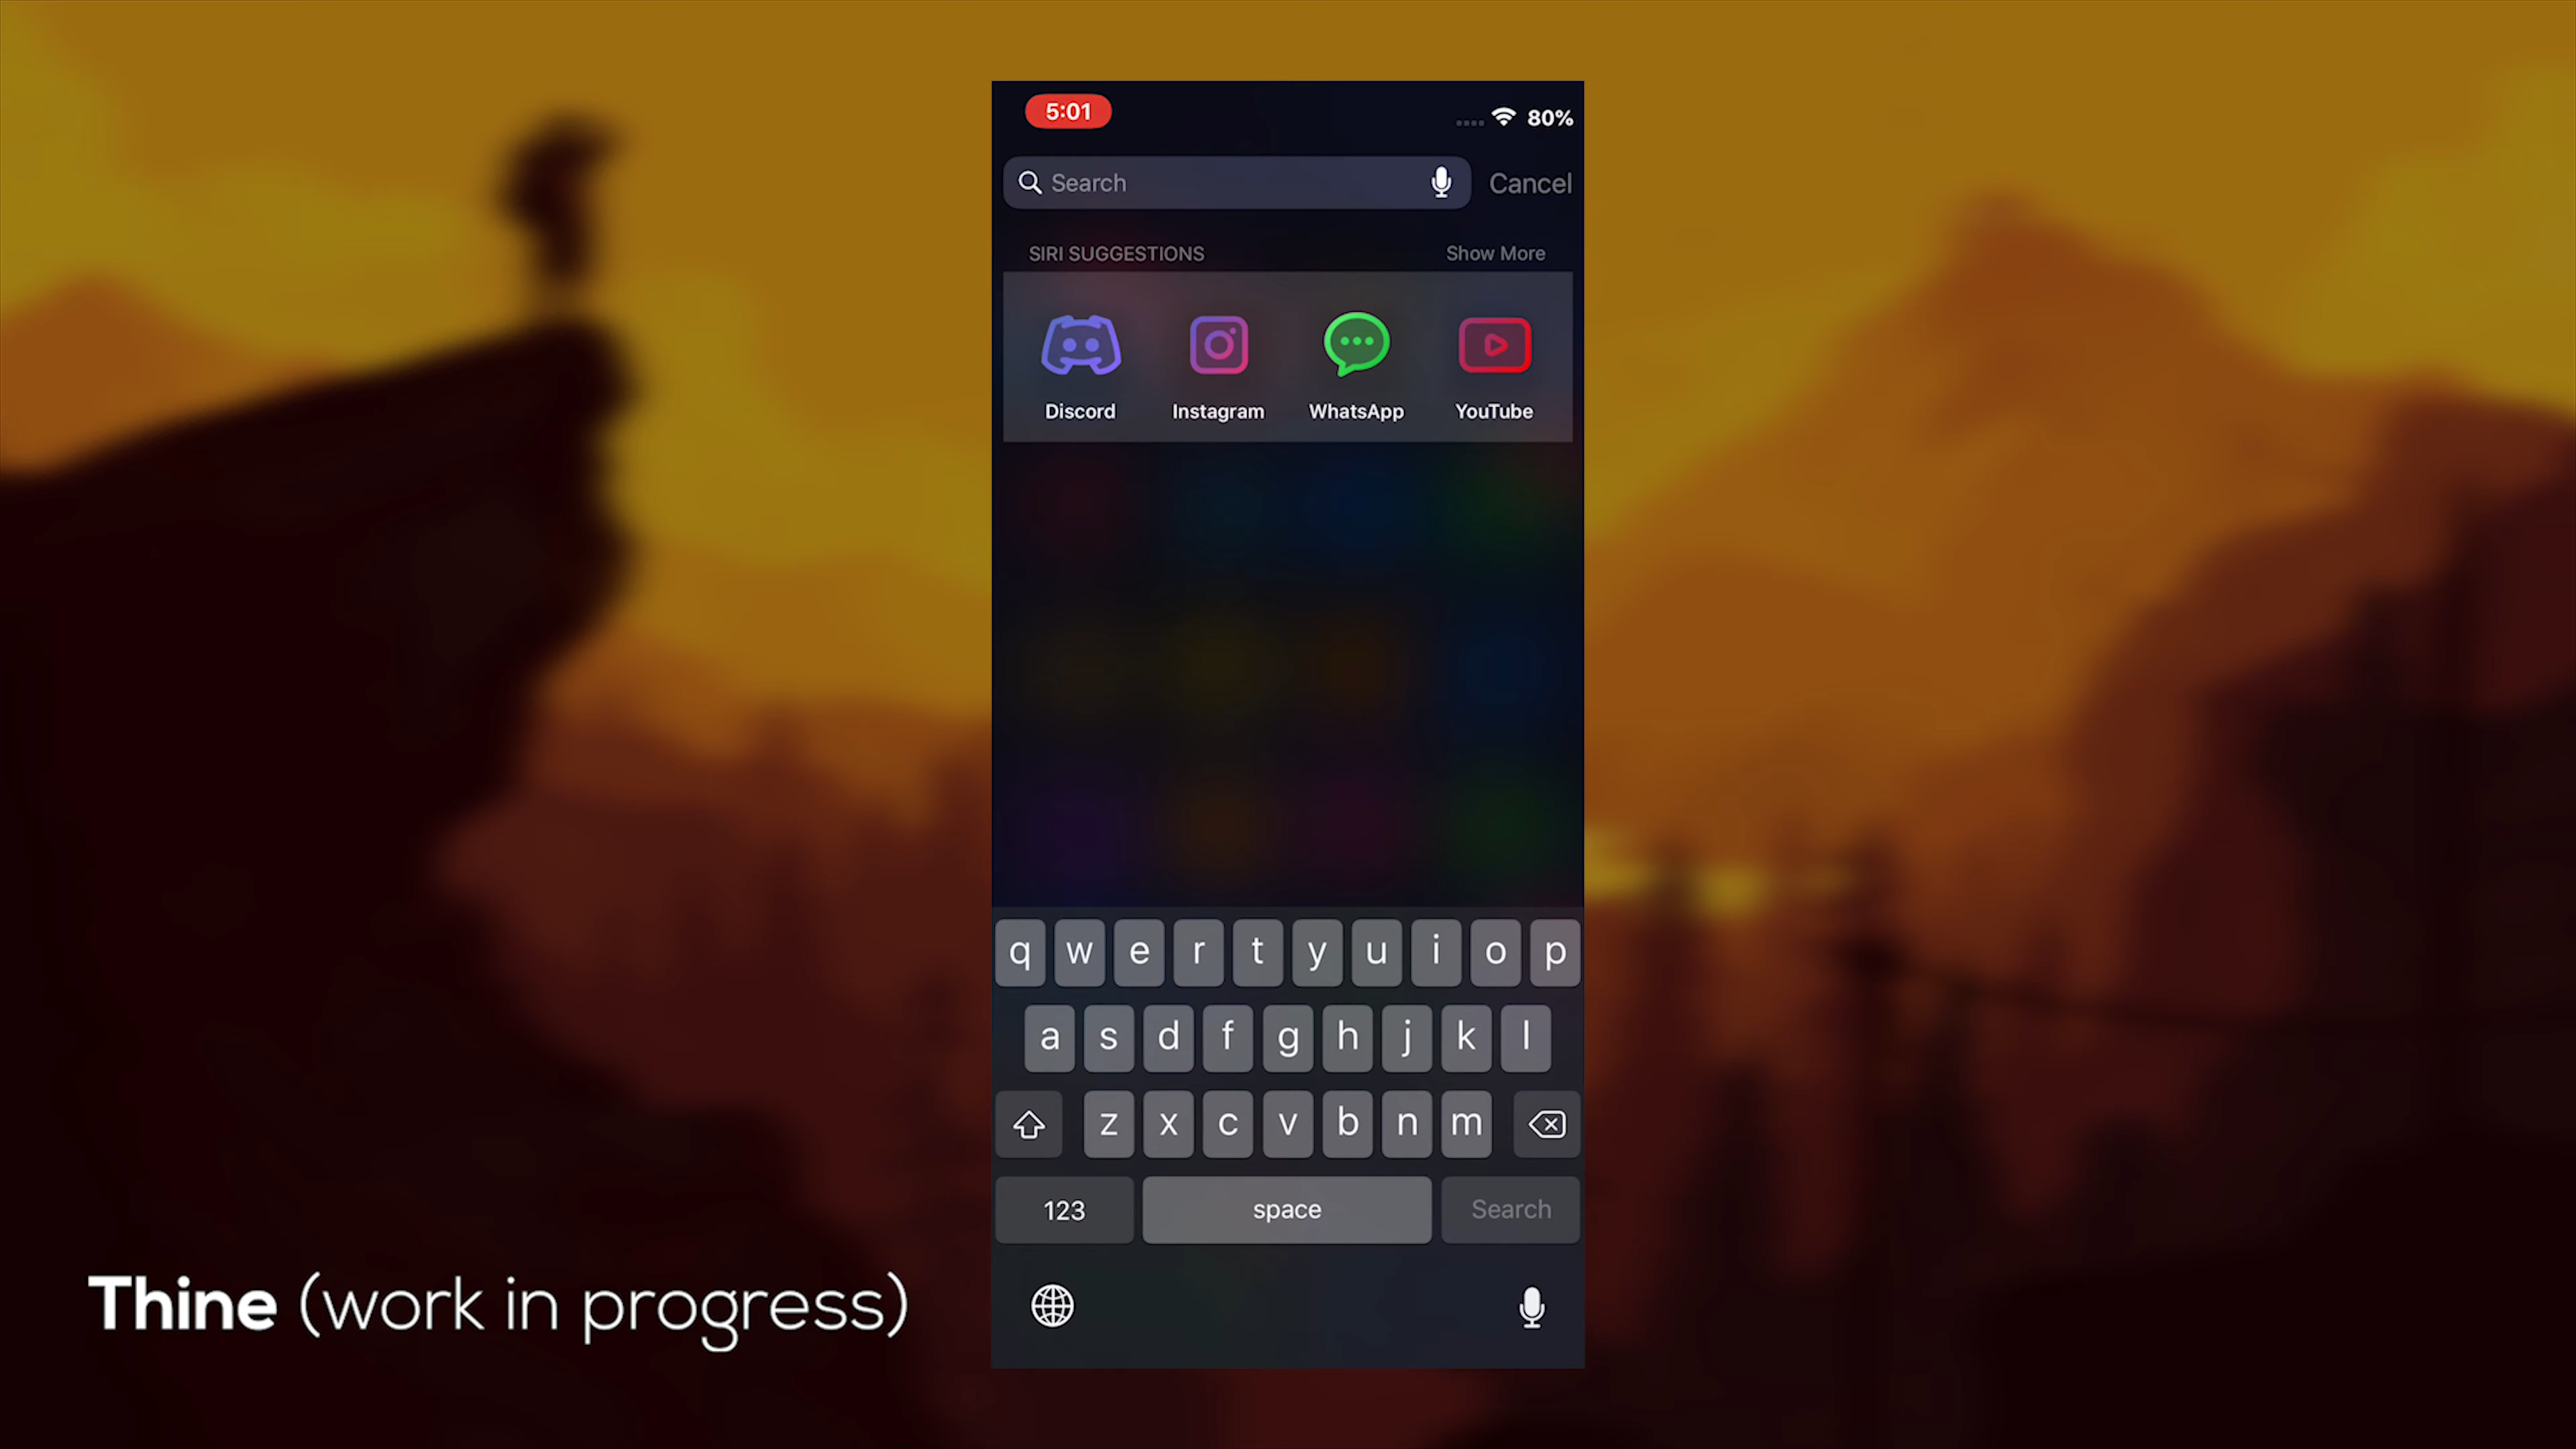 5:01
80%
Search
Cancel
SIRI SUGGESTIONS
Show More
Discord
Instagram
WhatsApp
YouTube
q w e r t y u i o p
a s d f g h j k l
z x c v b n m
123
space
Search
Thine (work in progress)